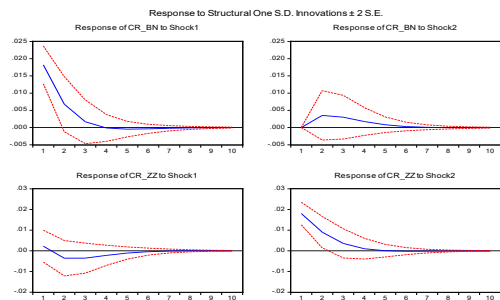 Response to Structural One S.D. Innovations ± 2 S.E.
Response of CR_BN to Shock1
.025
.020
.015
.010
.005
.000
-.005
1 2 3 4 5 6 7 8 9 10
Response of CR_BN to Shock2
.025
.020
.015
.010
.005
.000
-.005
1 2 3 4 5 6 7 8 9 10
Response of CR_ZZ to Shock1
.03
.02
.01
.00
-.01
-.02
1 2 3 4 5 6 7 8 9 10
Response of CR_ZZ to Shock2
.03
.02
.01
.00
-.01
-.02
1 2 3 4 5 6 7 8 9 10